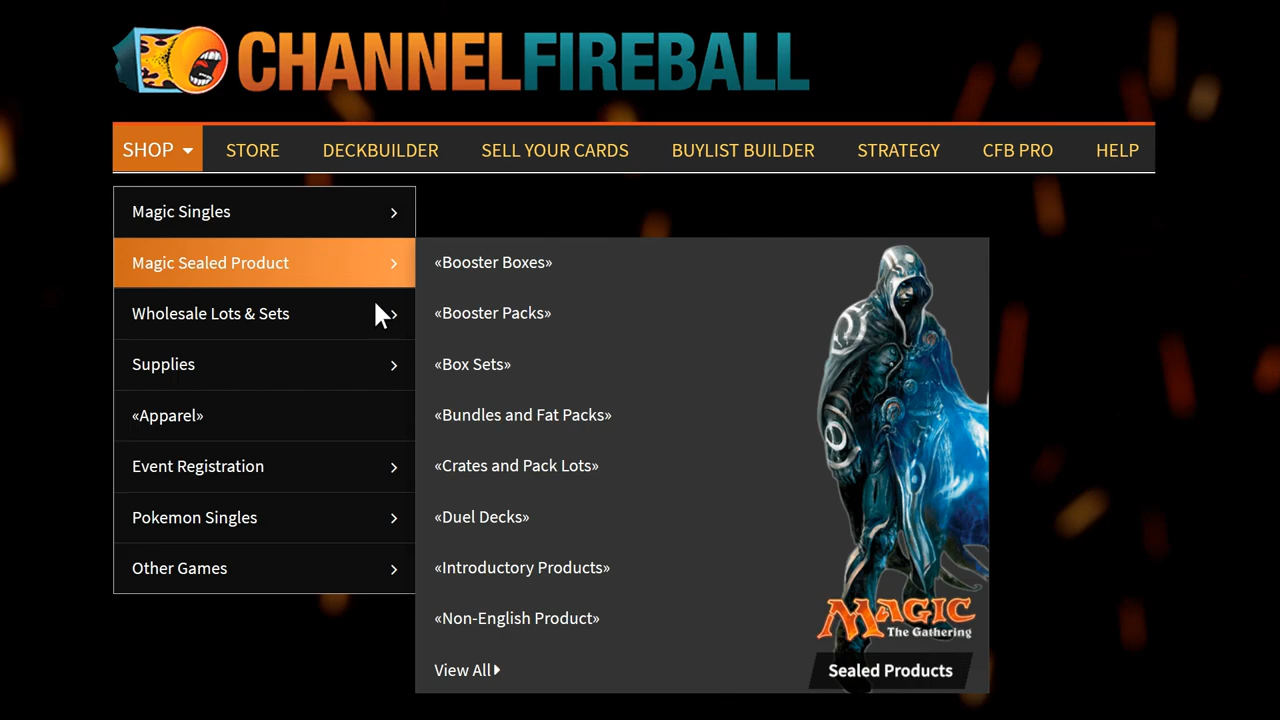 CHANNELFIREBALL
SHOP
STORE
DECKBUILDER
SELL YOUR CARDS
BUYLIST BUILDER
STRATEGY
CFB PRO
HELP
Magic Singles
Magic Sealed Product
Wholesale Lots & Sets
Supplies
«Apparel»
Event Registration
Pokemon Singles
Other Games
«Booster Boxes»
«Booster Packs»
«Box Sets»
«Bundles and Fat Packs»
«Crates and Pack Lots»
«Duel Decks»
«Introductory Products»
«Non-English Product»
View All
MAGIC
The Gathering
Sealed Products